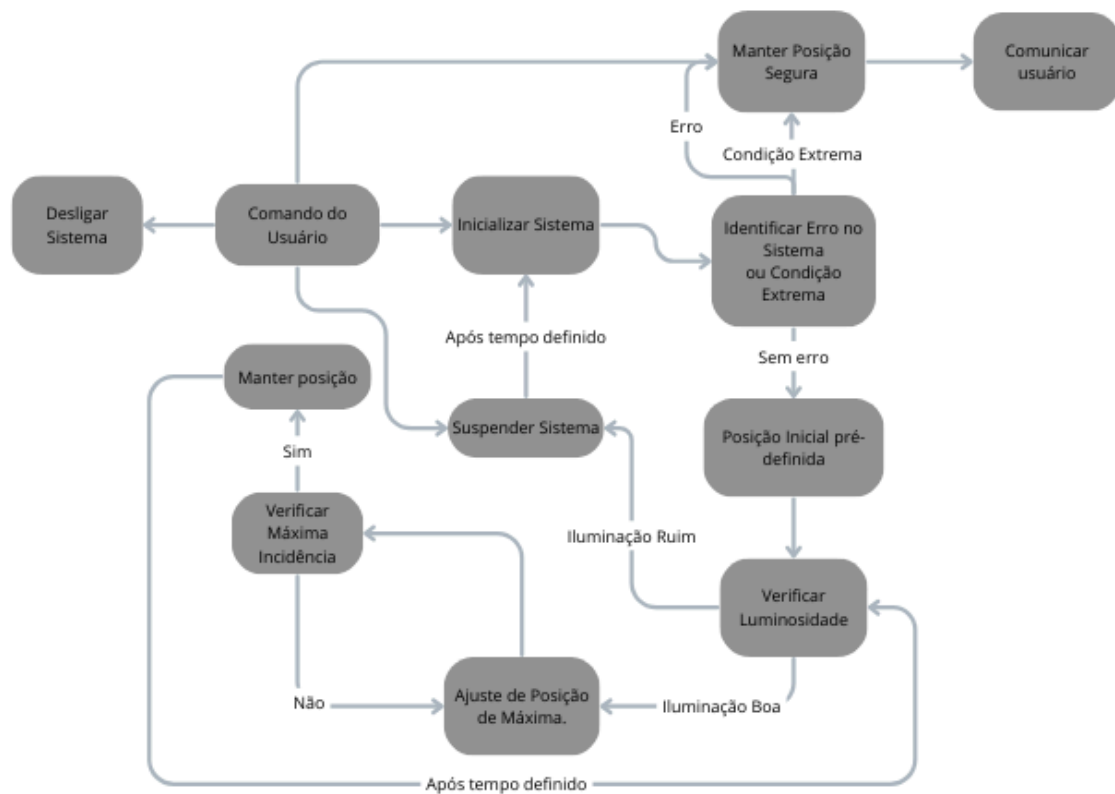 Manter Posição
Segura
Comunicar
usuário
Erro
Condição Extrema
Desligar
Sistema
Comando do
Usuário
Inicializar Sistema
Identificar Erro no
Sistema
ou Condição
Extrema
Após tempo definido
Sem erro
Manter posição
Suspender Sistema
Posição Inicial pré-
definida
Sim
Verificar
Máxima
Incidência
Iluminação Ruim
Verificar
Luminosidade
Não
Ajuste de Posição
de Máxima.
Iluminação Boa
Após tempo definido